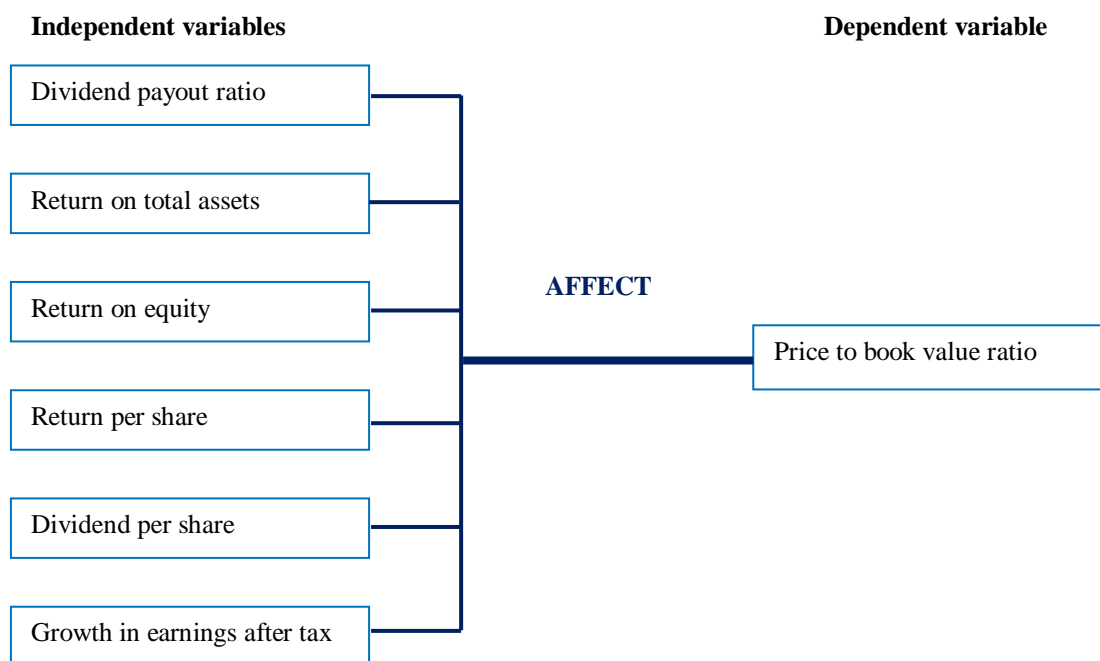 Independent variables
Dependent variable
Dividend payout ratio
Return on total assets
Return on equity
AFFECT
Price to book value ratio
Return per share
Dividend per share
Growth in earnings after tax